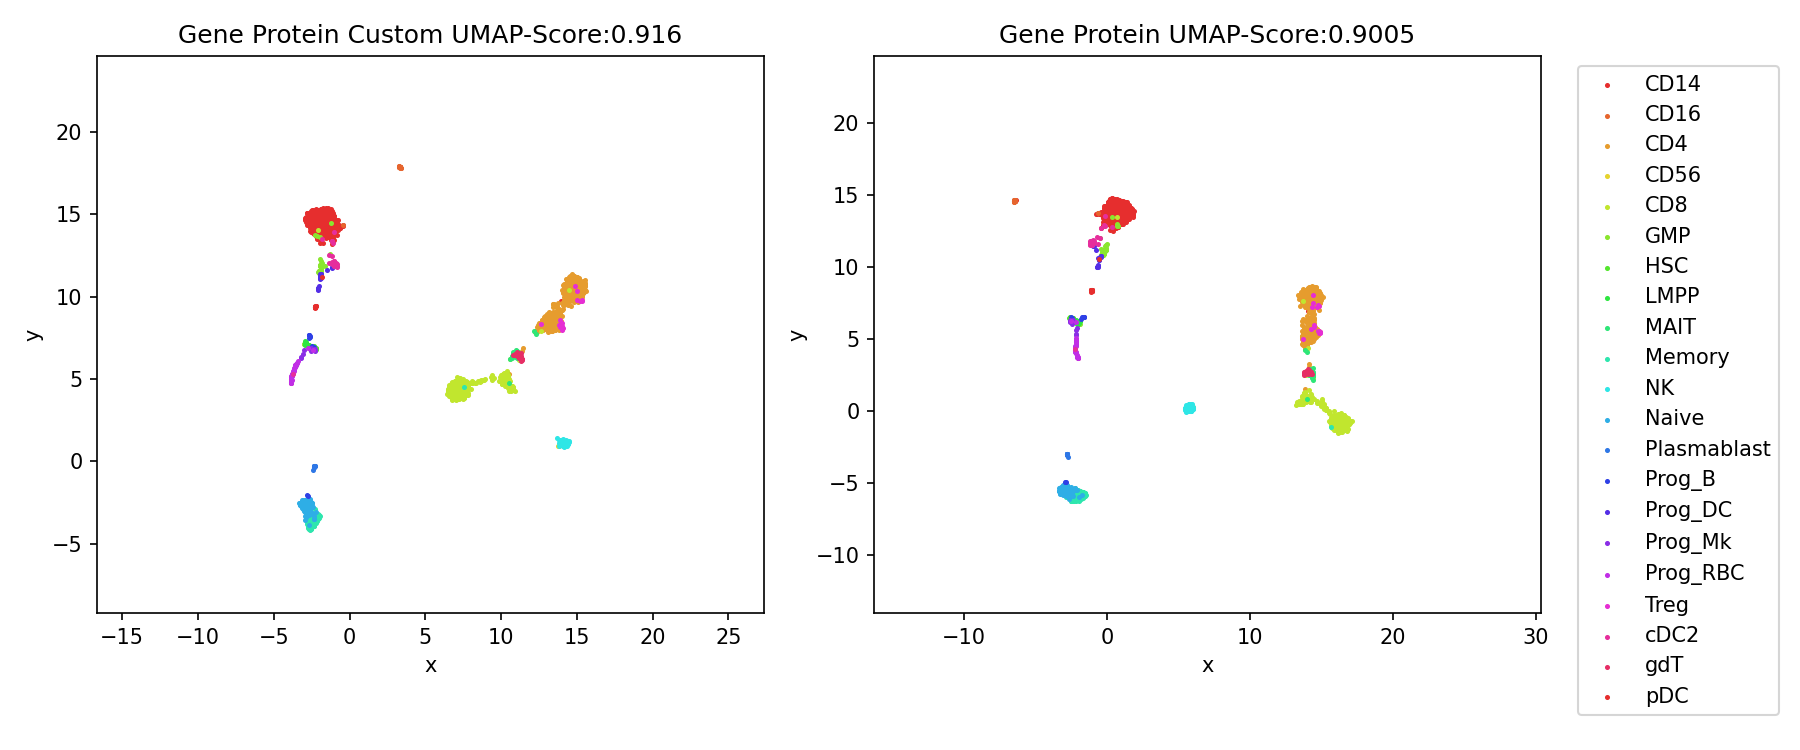 Gene Protein Custom UMAP-Score:0.916
20
15
10
5
0
−5
y
−15
−10
−5
0
5
10
15
20
25
x
Gene Protein UMAP-Score:0.9005
20
15
10
5
0
−5
−10
y
−10
0
10
20
30
x
CD14
CD16
CD4
CD56
CD8
GMP
HSC
LMPP
MAIT
Memory
NK
Naive
Plasmablast
Prog_B
Prog_DC
Prog_Mk
Prog_RBC
Treg
cDC2
gdT
pDC